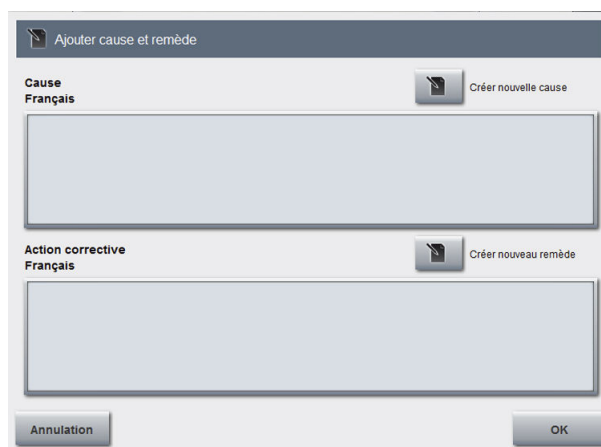 Ajouter cause et remède
Cause
Français
Créer nouvelle cause
Action corrective
Français
Créer nouveau remède
Annulation
OK